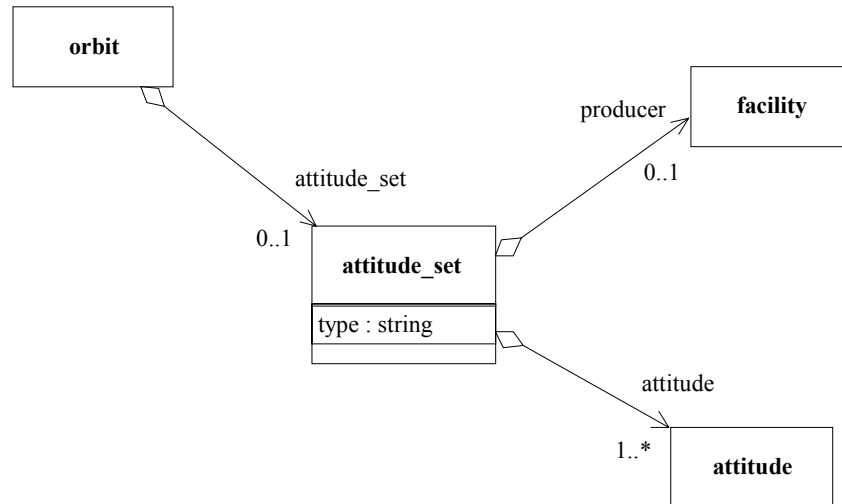 orbit
facility
producer
0..1
attitude_set
0..1
attitude_set
type : string
attitude
1..*
attitude